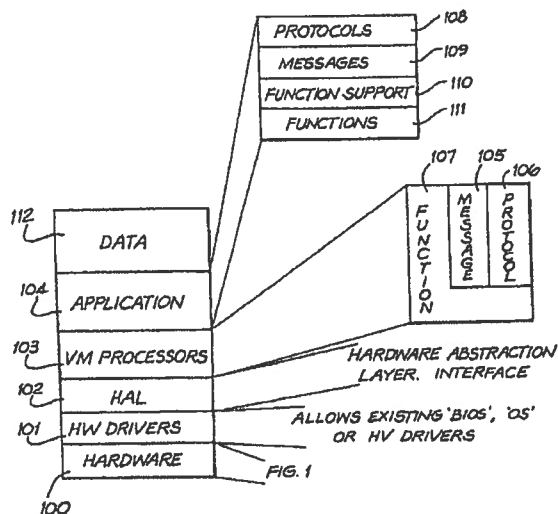 PROTOCOLS
108
MESSAGES
109
FUNCTION SUPPORT
110
FUNCTIONS
111
107
105
106
FUNCTION
MESSAGE
PROTOCOL
112
DATA
104
APPLICATION
103
VM PROCESSORS
HARDWARE ABSTRACTION
LAYER. INTERFACE
102
HAL
101
HW DRIVERS
ALLOWS EXISTING 'BIOS', 'OS'
OR HV DRIVERS
HARDWARE
100
FIG. 1